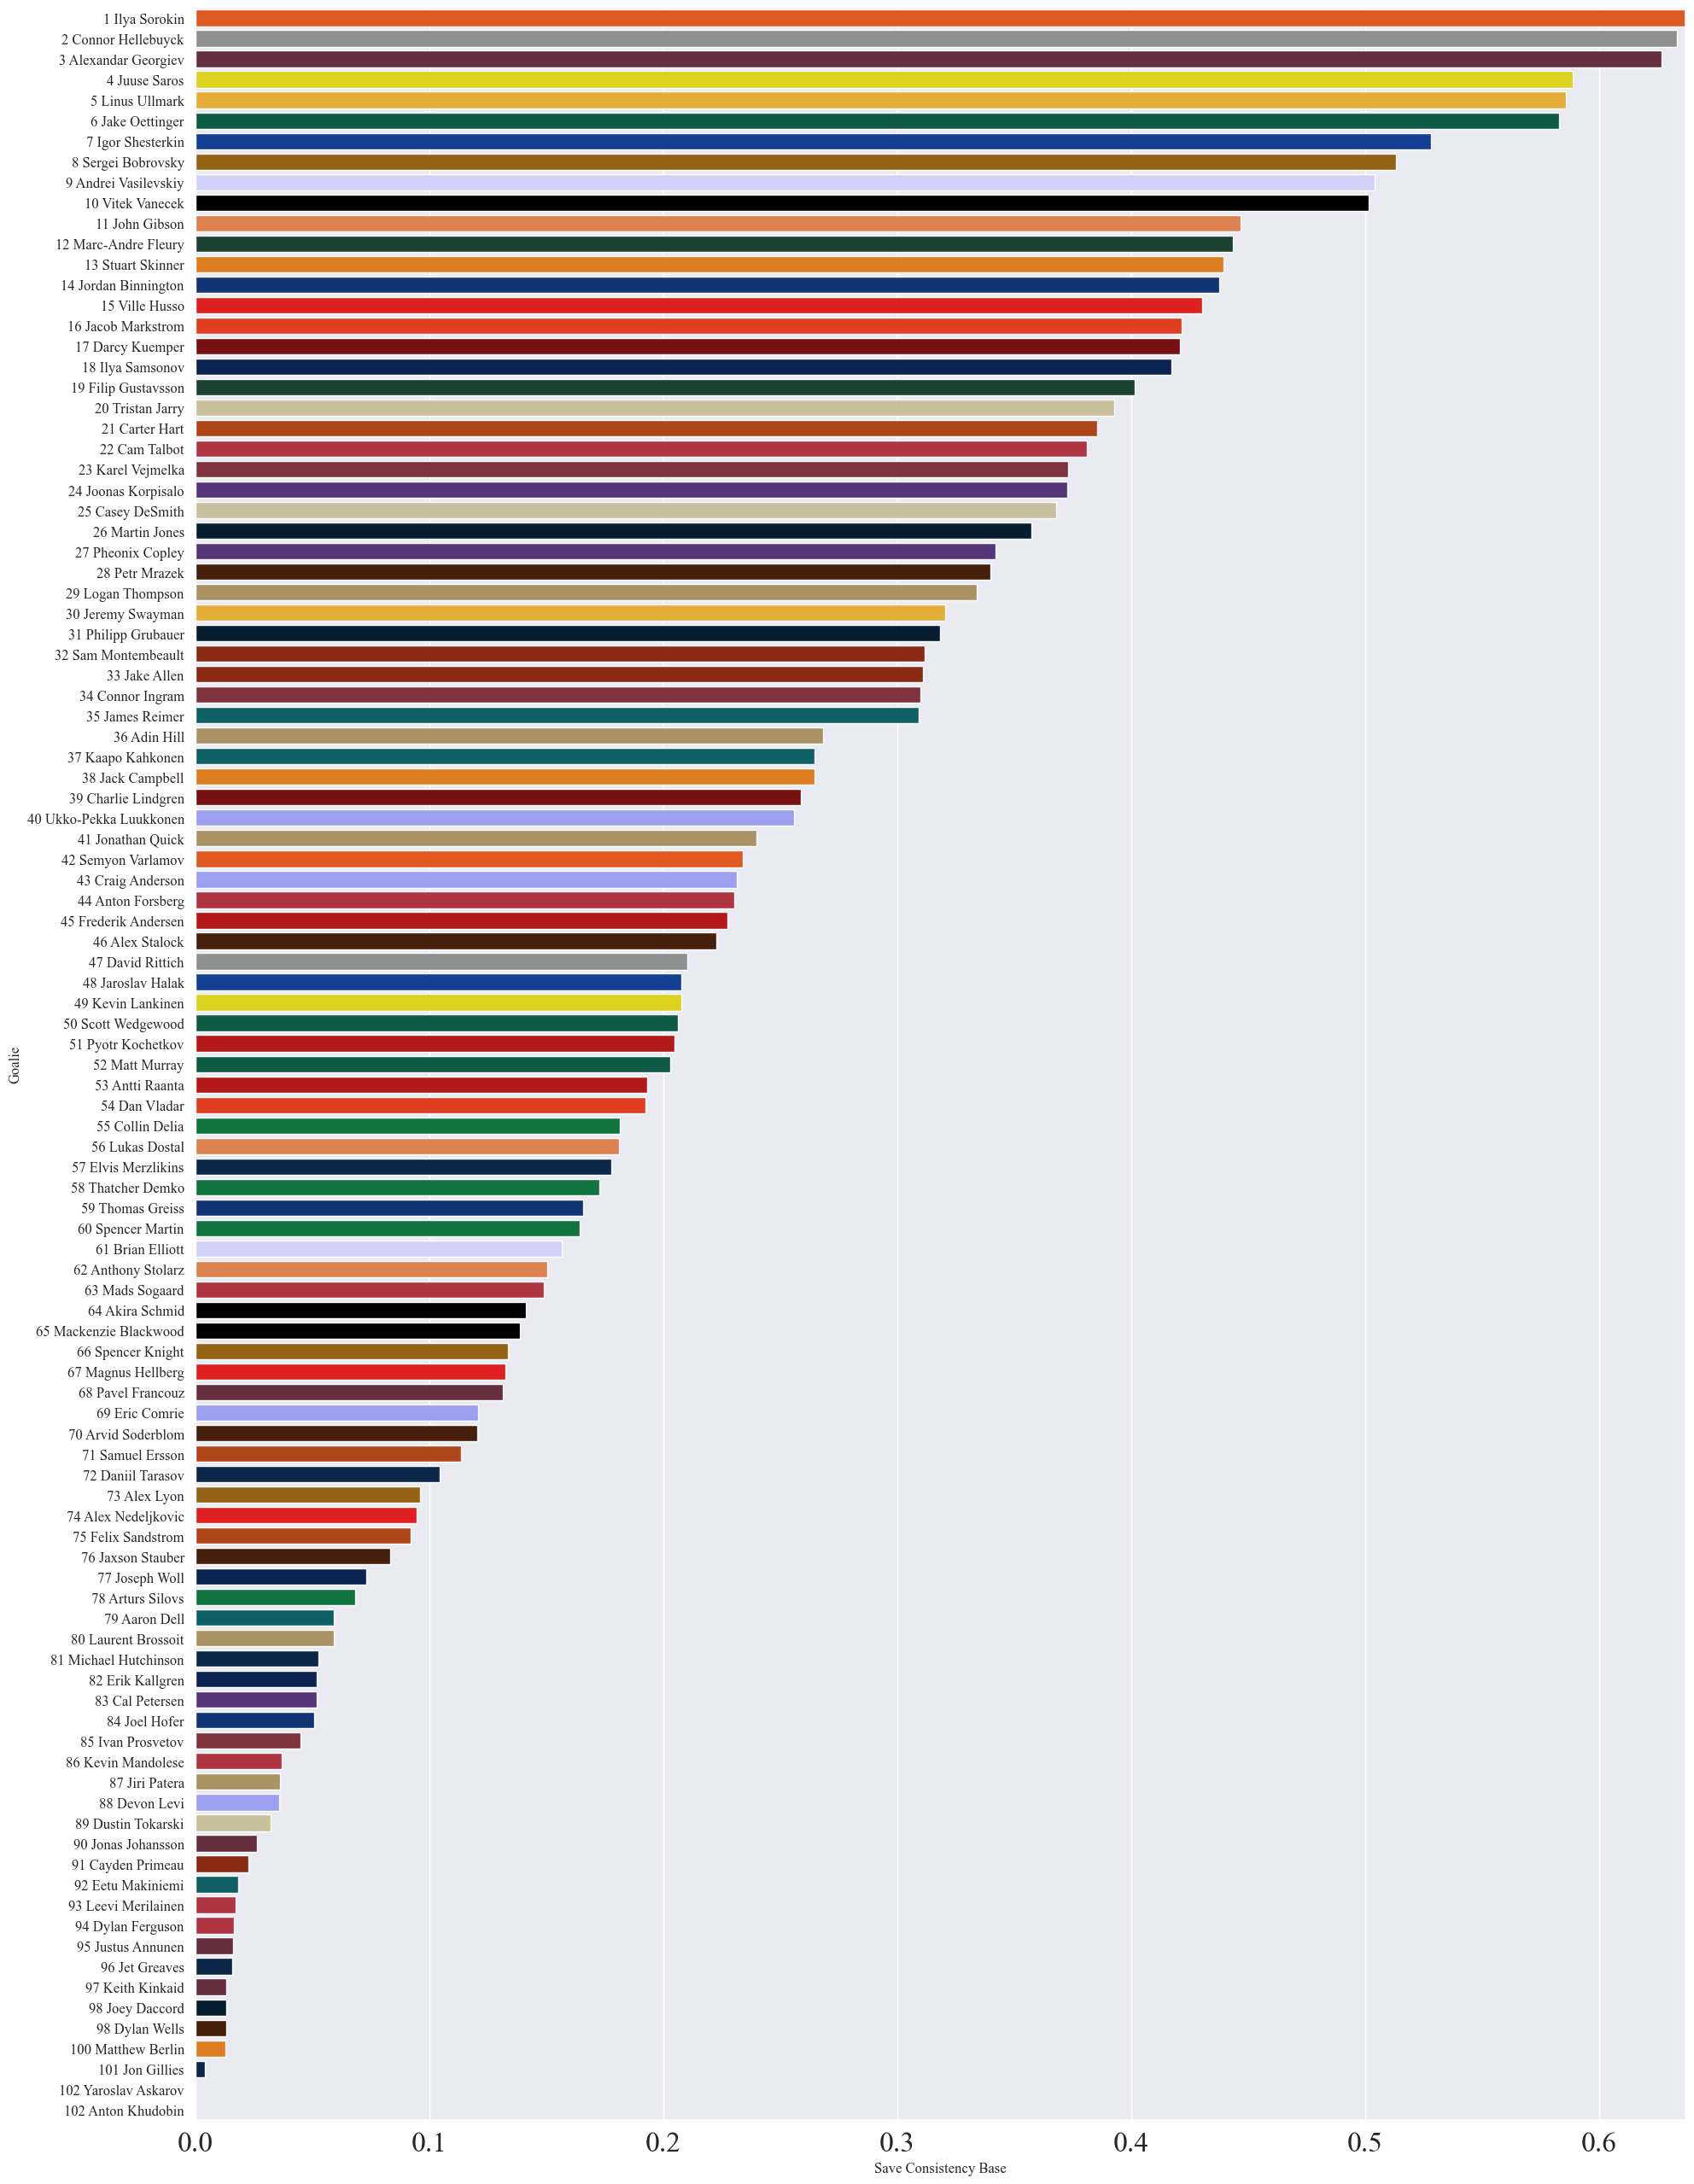 1 Ilya Sorokin
2 Connor Hellebuyck
3 Alexandar Georgiev
4 Juuse Saros
5 Linus Ullmark
6 Jake Oettinger
7 Igor Shesterkin
8 Sergei Bobrovsky
9 Andrei Vasilevskiy
10 Vitek Vanecek
11 John Gibson
12 Marc-Andre Fleury
13 Stuart Skinner
14 Jordan Binnington
15 Ville Husso
16 Jacob Markstrom
17 Darcy Kuemper
18 Ilya Samsonov
19 Filip Gustavsson
20 Tristan Jarry
21 Carter Hart
22 Cam Talbot
23 Karel Vejmelka
24 Joonas Korpisalo
25 Casey DeSmith
26 Martin Jones
27 Pheonix Copley
28 Petr Mrazek
29 Logan Thompson
30 Jeremy Swayman
31 Philipp Grubauer
32 Sam Montembeault
33 Jake Allen
34 Connor Ingram
35 James Reimer
36 Adin Hill
37 Kaapo Kahkonen
38 Jack Campbell
39 Charlie Lindgren
40 Ukko-Pekka Luukkonen
41 Jonathan Quick
42 Semyon Varlamov
43 Craig Anderson
44 Anton Forsberg
45 Frederik Andersen
46 Alex Stalock
47 David Rittich
48 Jaroslav Halak
49 Kevin Lankinen
50 Scott Wedgewood
51 Pyotr Kochetkov
52 Matt Murray
53 Antti Raanta
54 Dan Vladar
55 Collin Delia
56 Lukas Dostal
57 Elvis Merzlikins
58 Thatcher Demko
59 Thomas Greiss
60 Spencer Martin
61 Brian Elliott
62 Anthony Stolarz
63 Mads Sogaard
64 Akira Schmid
65 Mackenzie Blackwood
66 Spencer Knight
67 Magnus Hellberg
68 Pavel Francouz
69 Eric Comrie
70 Arvid Soderblom
71 Samuel Ersson
72 Daniil Tarasov
73 Alex Lyon
74 Alex Nedeljkovic
75 Felix Sandstrom
76 Jaxson Stauber
77 Joseph Woll
78 Arturs Silovs
79 Aaron Dell
80 Laurent Brossoit
81 Michael Hutchinson
82 Erik Kallgren
83 Cal Petersen
84 Joel Hofer
85 Ivan Prosvetov
86 Kevin Mandolese
87 Jiri Patera
88 Devon Levi
89 Dustin Tokarski
90 Jonas Johansson
91 Cayden Primeau
92 Eetu Makiniemi
93 Leevi Merilainen
94 Dylan Ferguson
95 Justus Annunen
96 Jet Greaves
97 Keith Kinkaid
98 Joey Daccord
98 Dylan Wells
100 Matthew Berlin
101 Jon Gillies
102 Yaroslav Askarov
102 Anton Khudobin
Goalie
0.0 0.1 0.2 0.3 0.4 0.5 0.6
Save Consistency Base